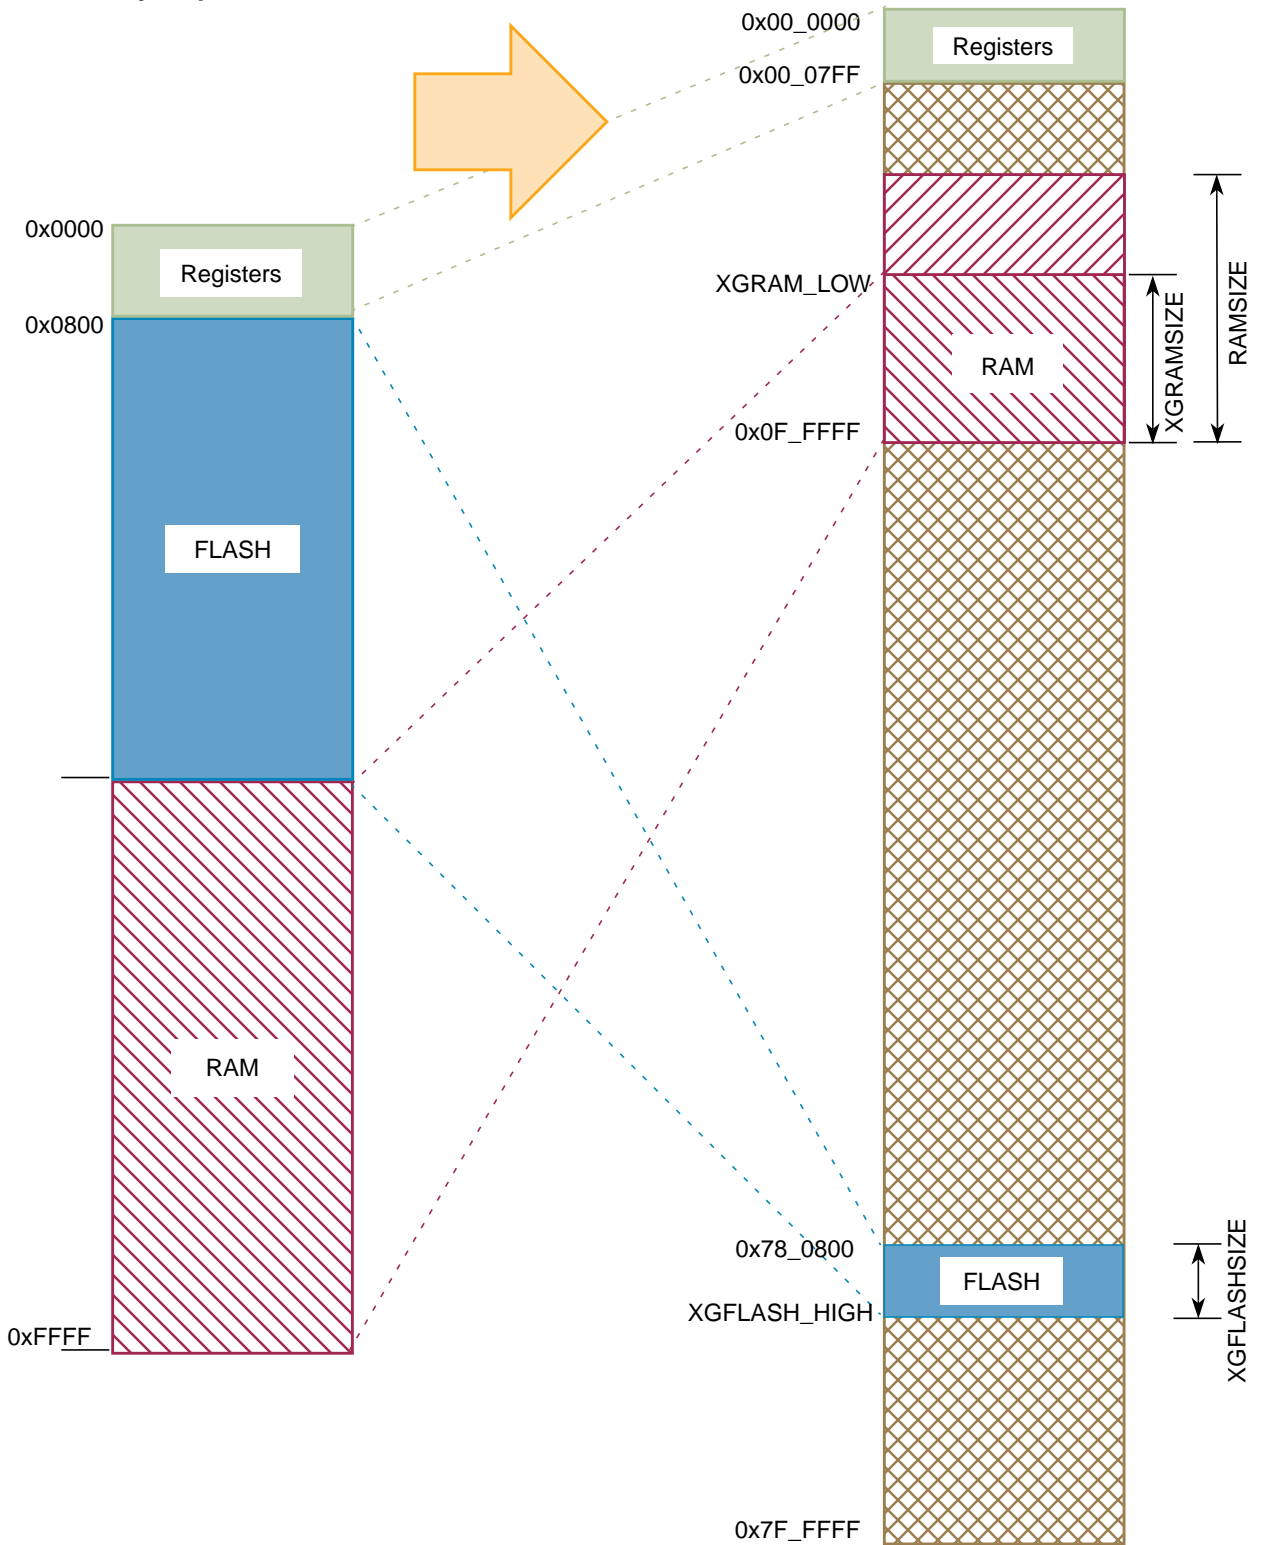 0x00_0000
Registers
0x00_07FF
0x0000
Registers
0x0800
XGRAM_LOW
RAM
XGRAMSIZE
RAMSIZE
0x0F_FFFF
FLASH
RAM
0x78_0800
FLASH
XGFLASH_HIGH
XGFLASHSIZE
0xFFFF
0x7F_FFFF